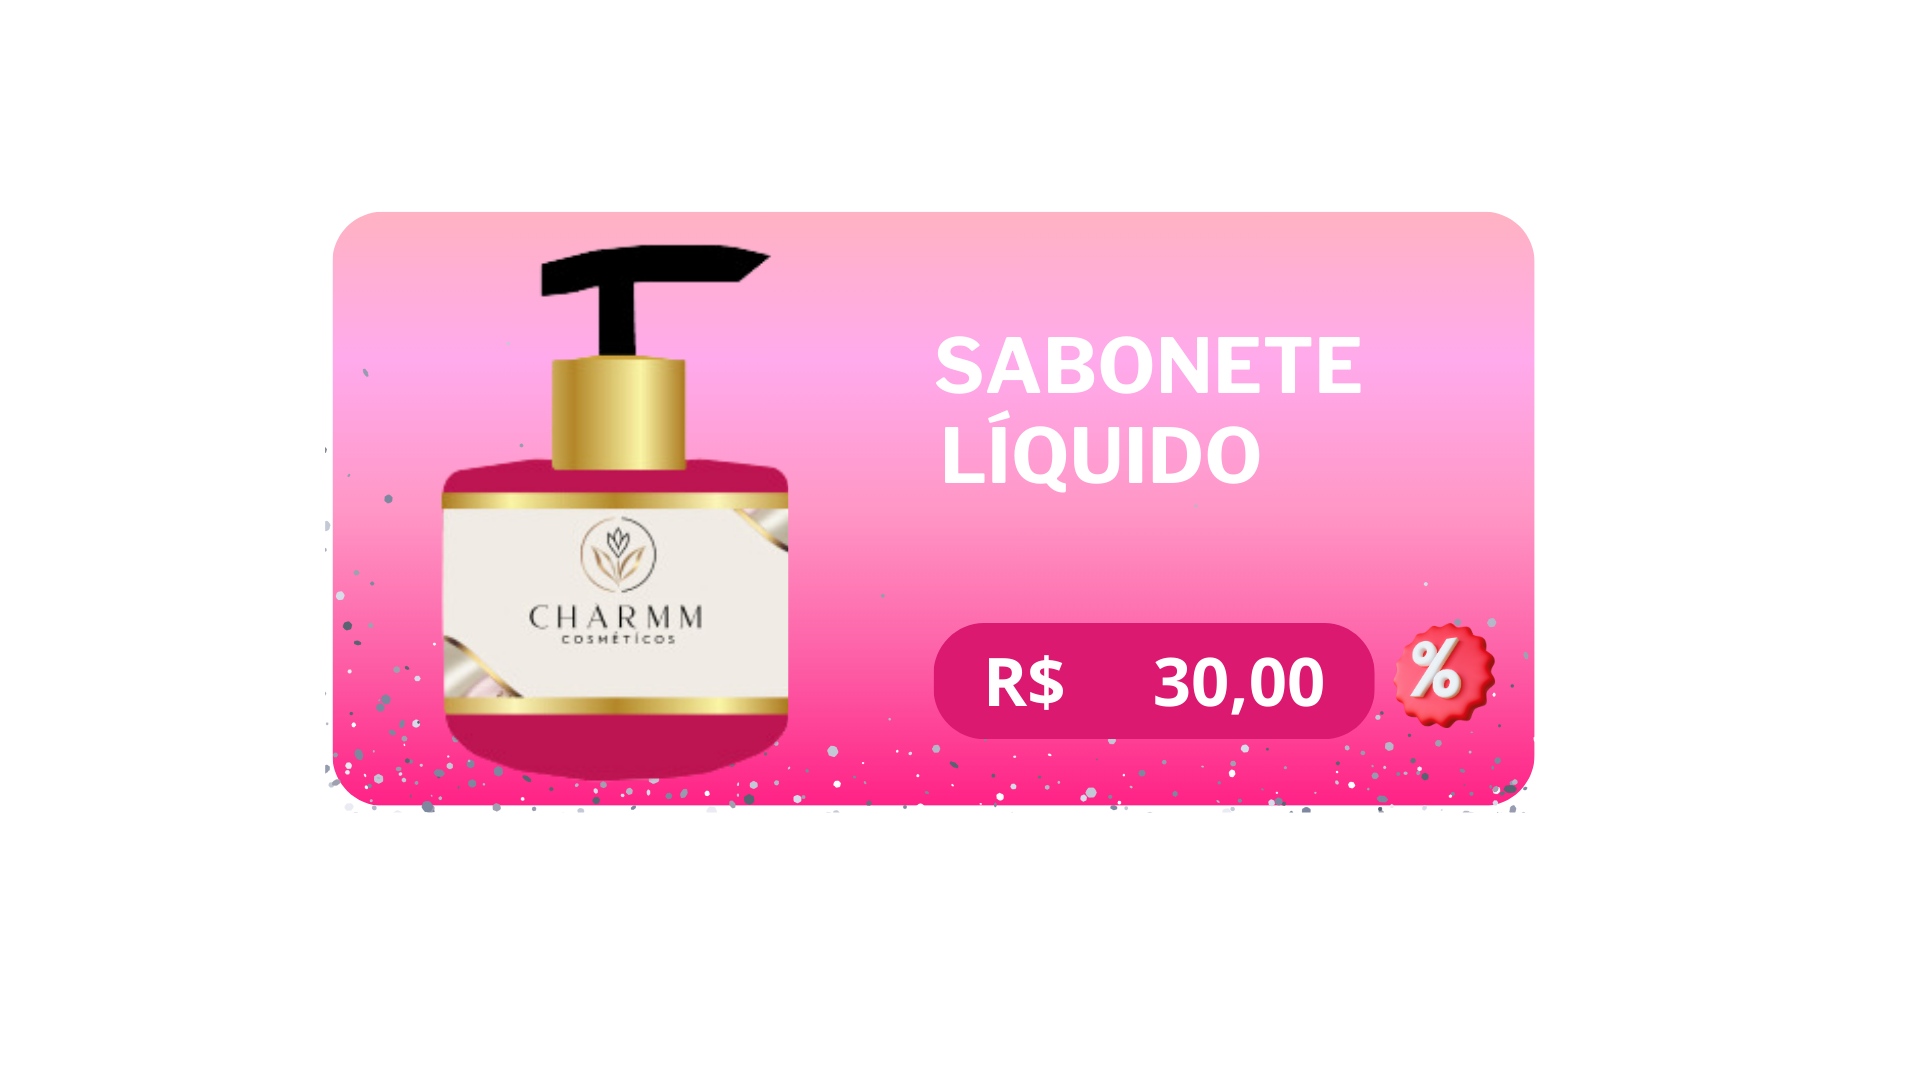 SABONETE
LÍQUIDO
CHARMM
COSMÉTICOS
R$ 30,00
%